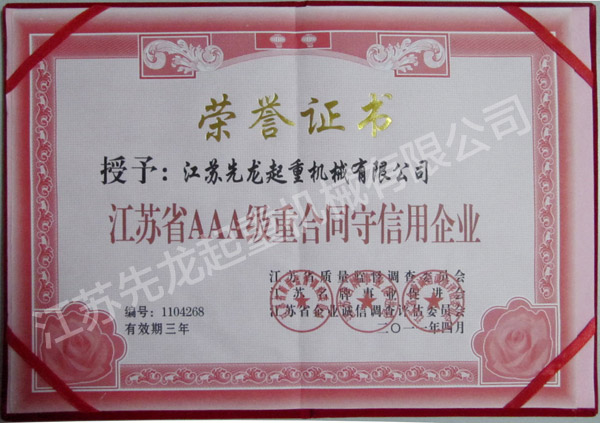 荣誉证书
授予：江苏先龙起重机械有限公司
江苏省AAA级重合同守信用企业
江苏省质量监督调查委员会
江苏名牌事业促进会
江苏省企业诚信调查评估委员会
二〇一一年四月
编号：1104268
有效期三年
江苏先龙起重机械有限公司